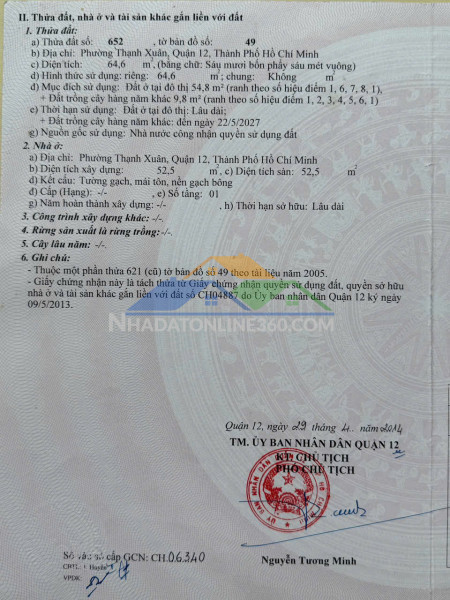 II. Thửa đất, nhà ở và tài sản khác gắn liền với đất
1. Thửa đất:
a) Thửa đất số: 652 , tờ bản đồ số: 49
b) Địa chỉ: Phường Thạnh Xuân, Quận 12, Thành Phố Hồ Chí Minh
c) Diện tích: 64,6 m², (bằng chữ: Sáu mươi bốn phẩy sáu mét vuông)
d) Hình thức sử dụng: riêng: 64,6 m²; chung: Không m²
đ) Mục đích sử dụng: Đất ở tại đô thị 54,8 m² (ranh theo số hiệu điểm 1, 6, 7, 8, 1),
+ Đất trồng cây hàng năm khác 9,8 m² (ranh theo số hiệu điểm 1, 2, 3, 4, 5, 6, 1)
e) Thời hạn sử dụng: Đất ở tại đô thị: Lâu dài;
+ Đất trồng cây hàng năm khác: đến ngày 22/5/2027
g) Nguồn gốc sử dụng: Nhà nước công nhận quyền sử dụng đất
2. Nhà ở:
a) Địa chỉ: Phường Thạnh Xuân, Quận 12, Thành Phố Hồ Chí Minh
b) Diện tích xây dựng: 52,5 m², c) Diện tích sàn: 52,5 m²
d) Kết cấu: Tường gạch, mái tôn, nền gạch bông
đ) Cấp (Hạng): -/- , e) Số tầng: 01
g) Năm hoàn thành xây dựng: -/- , h) Thời hạn sở hữu: Lâu dài
3. Công trình xây dựng khác: -/-
4. Rừng sản xuất là rừng trồng: -/-
5. Cây lâu năm: -/-
6. Ghi chú:
- Thuộc một phần thửa 621 (cũ) tờ bản đồ số 49 theo tài liệu năm 2005.
- Giấy chứng nhận này là tách thửa từ Giấy chứng nhận quyền sử dụng đất, quyền sở hữu
nhà ở và tài sản khác gắn liền với đất số CH04887 do Ủy ban nhân dân Quận 12 ký ngày
09/5/2013.
NHADATONLINE360.COM
Quận 12, ngày 29 tháng 4 năm 2014
TM. ỦY BAN NHÂN DÂN QUẬN 12
KT. CHỦ TỊCH
PHÓ CHỦ TỊCH
Số vào sổ cấp GCN: CH.06340
Nguyễn Tương Minh
VPDK: